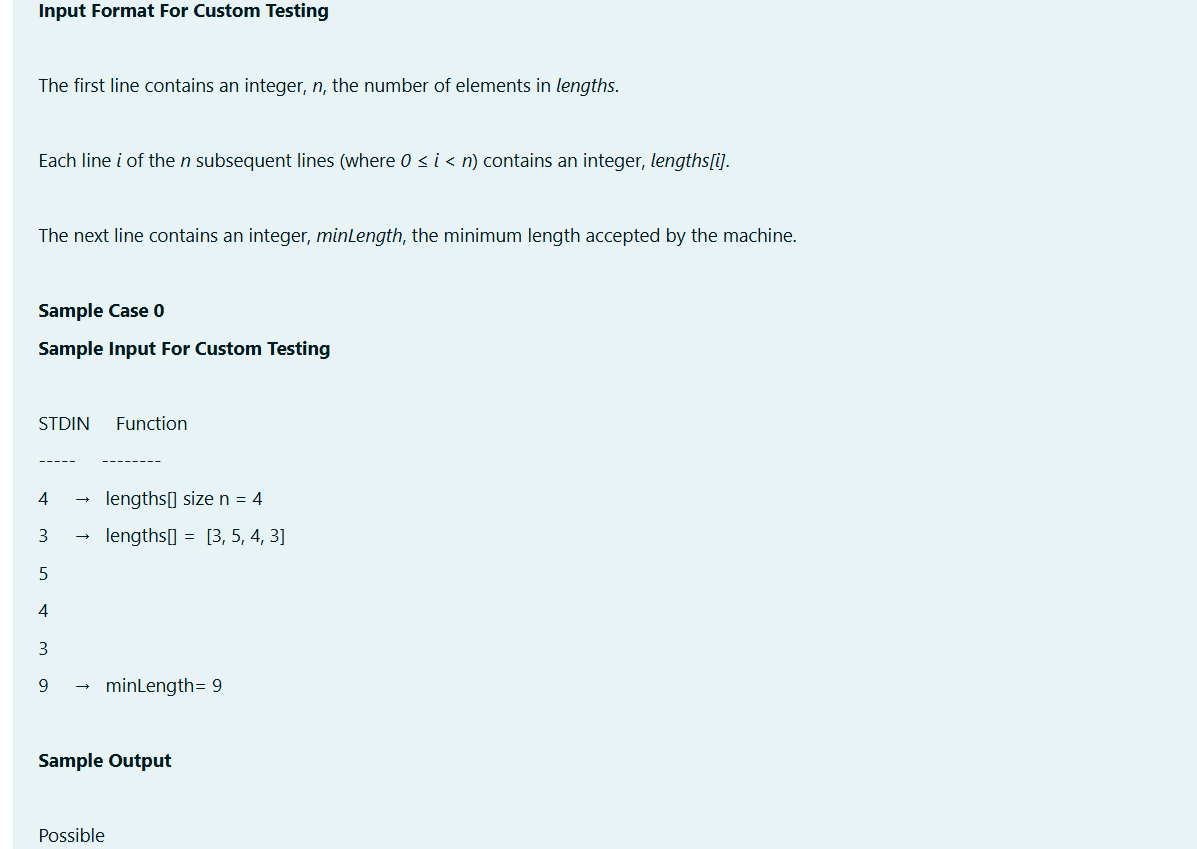 Input Format For Custom Testing
The first line contains an integer, n, the number of elements in lengths.
Each line i of the n subsequent lines (where 0 ≤ i < n) contains an integer, lengths[i].
The next line contains an integer, minLength, the minimum length accepted by the machine.
Sample Case 0
Sample Input For Custom Testing
STDIN Function
----- --------
4 → lengths[] size n = 4
3 → lengths[] = [3, 5, 4, 3]
5
4
3
9 → minLength= 9
Sample Output
Possible